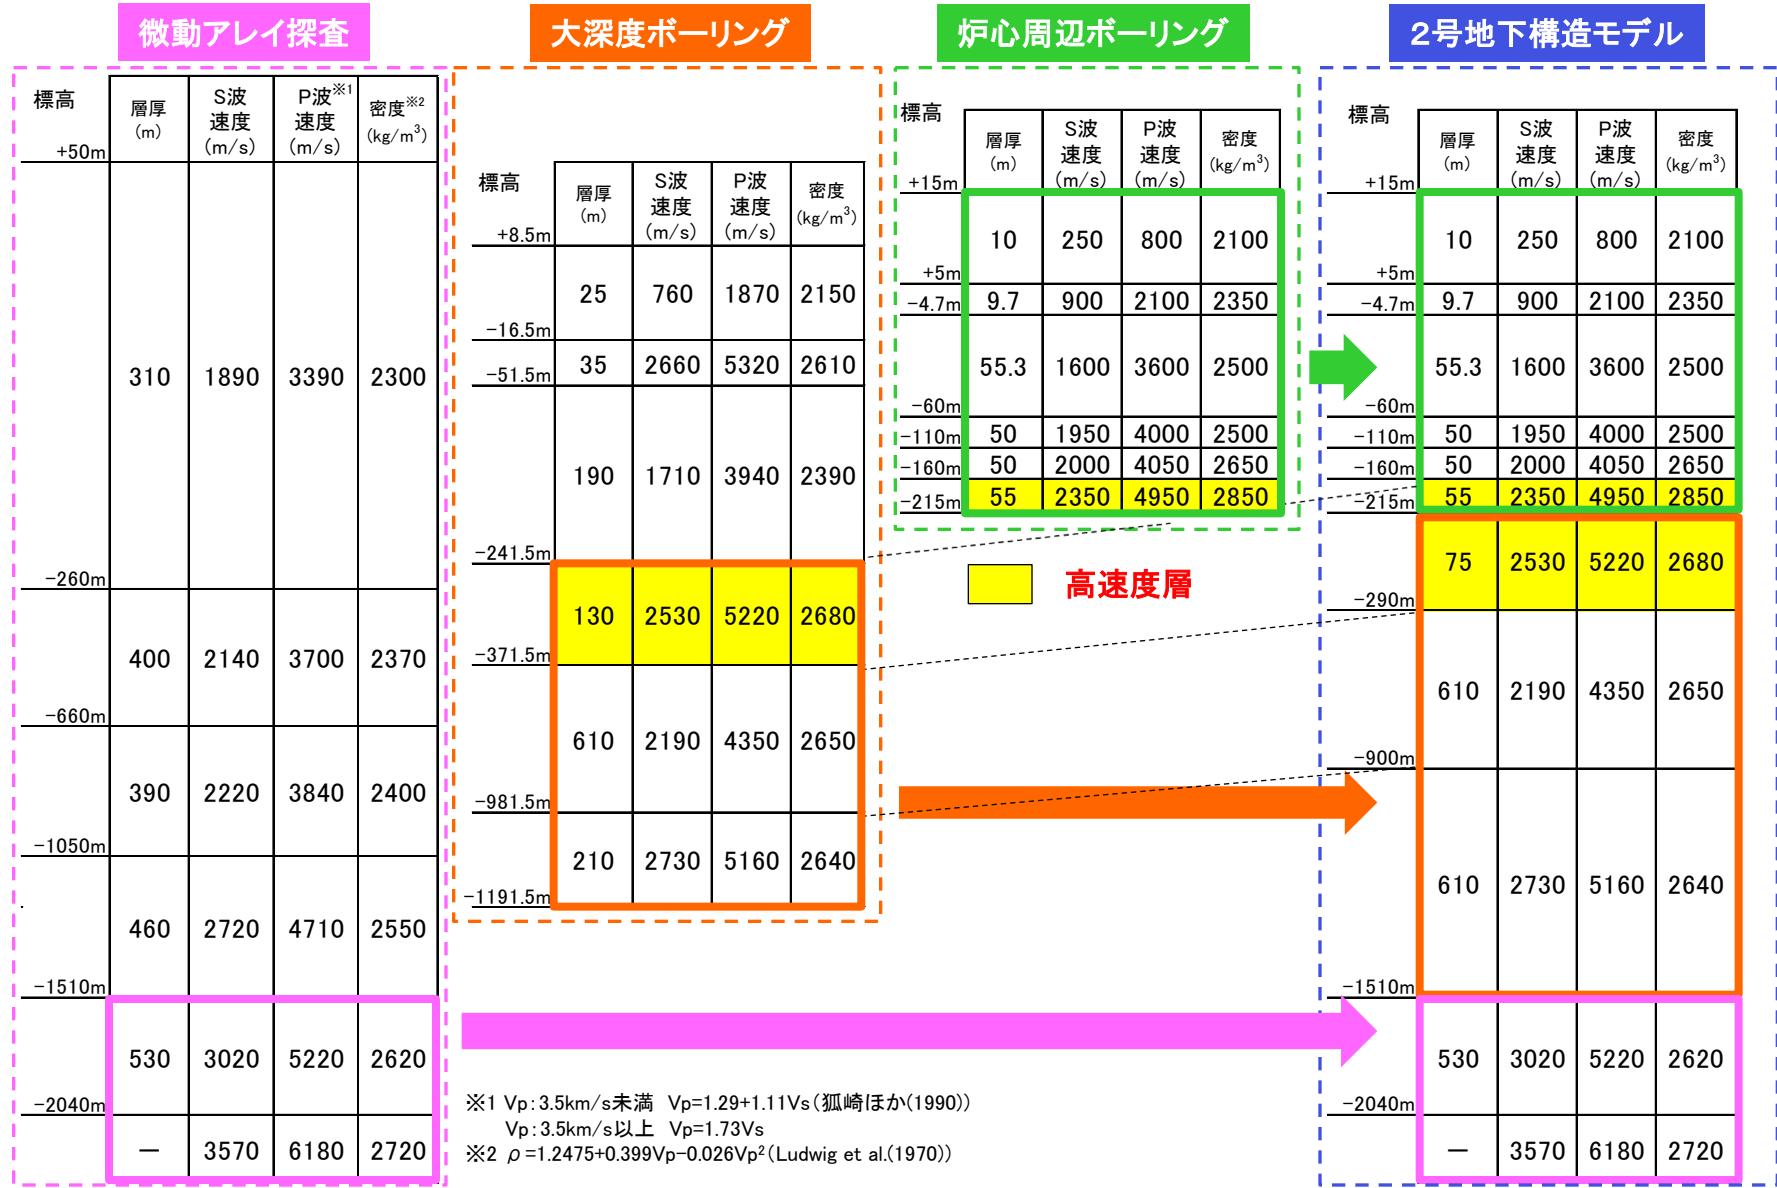 微動アレイ探査
標高
層厚
(m)
S波
速度
(m/s)
P波※1
速度
(m/s)
密度※2
(kg/m3)
+50m
310 1890 3390 2300
-260m
400 2140 3700 2370
-660m
390 2220 3840 2400
-1050m
460 2720 4710 2550
-1510m
530 3020 5220 2620
-2040m
— 3570 6180 2720
大深度ボーリング
標高
層厚
(m)
S波
速度
(m/s)
P波
速度
(m/s)
密度
(kg/m3)
+8.5m
25 760 1870 2150
-16.5m
35 2660 5320 2610
-51.5m
190 1710 3940 2390
-241.5m
130 2530 5220 2680
-371.5m
610 2190 4350 2650
-981.5m
210 2730 5160 2640
-1191.5m
炉心周辺ボーリング
標高
層厚
(m)
S波
速度
(m/s)
P波
速度
(m/s)
密度
(kg/m3)
+15m
10 250 800 2100
+5m
9.7 900 2100 2350
-4.7m
55.3 1600 3600 2500
-60m
50 1950 4000 2500
-110m
50 2000 4050 2650
-160m
55 2350 4950 2850
-215m
高速度層
2号地下構造モデル
標高
層厚
(m)
S波
速度
(m/s)
P波
速度
(m/s)
密度
(kg/m3)
+15m
10 250 800 2100
+5m
9.7 900 2100 2350
-4.7m
55.3 1600 3600 2500
-60m
50 1950 4000 2500
-110m
50 2000 4050 2650
-160m
55 2350 4950 2850
-215m
75 2530 5220 2680
-290m
610 2190 4350 2650
-900m
610 2730 5160 2640
-1510m
530 3020 5220 2620
-2040m
— 3570 6180 2720
※1 Vp:3.5km/s未満 Vp=1.29+1.11Vs(狐崎ほか(1990))
Vp:3.5km/s以上 Vp=1.73Vs
※2 ρ=1.2475+0.399Vp-0.026Vp2(Ludwig et al.(1970))